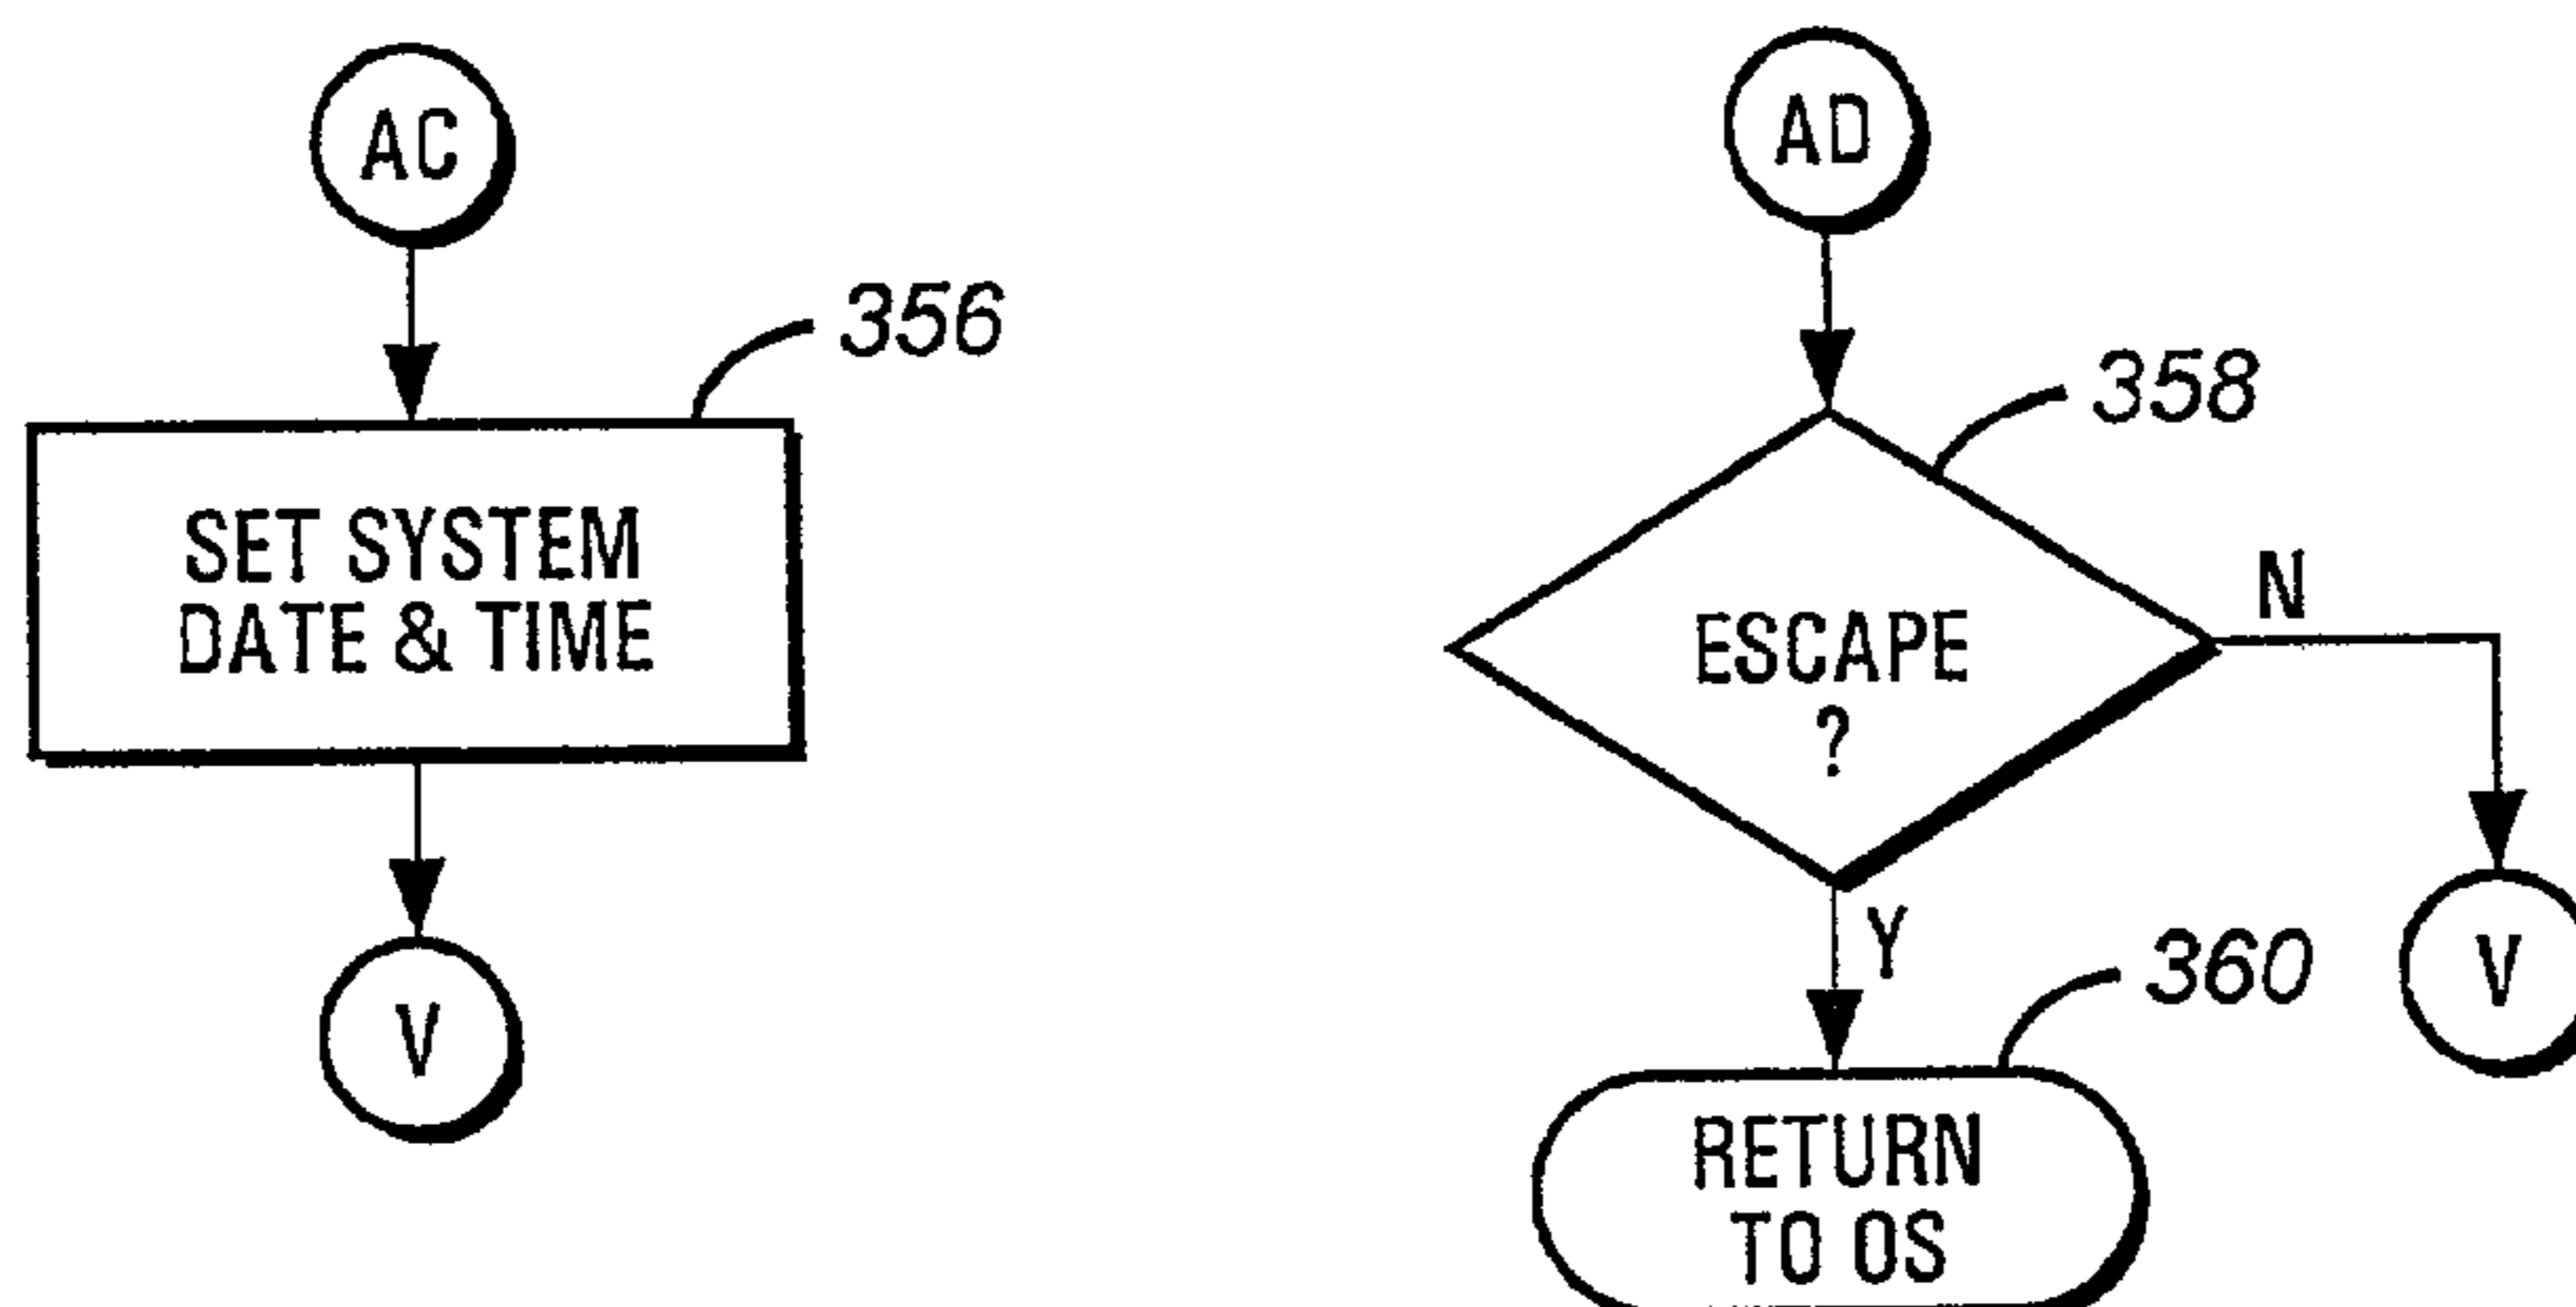 AC
356
SET SYSTEM
DATE & TIME
V
AD
358
ESCAPE
?
N
Y
V
360
RETURN
TO OS